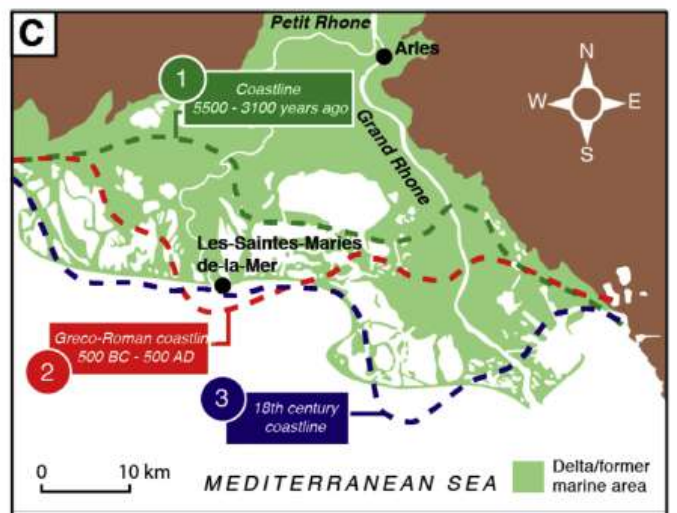 C
Petit Rhone
Arles
1
Coastline
5500 - 3100 years ago
N
W
E
S
Grand Rhone
Les-Saintes-Maries
de-la-Mer
Greco-Roman coastlin
500 BC - 500 AD
2
3
18th century
coastline
0
10 km
MEDITERRANEAN SEA
Delta/former
marine area